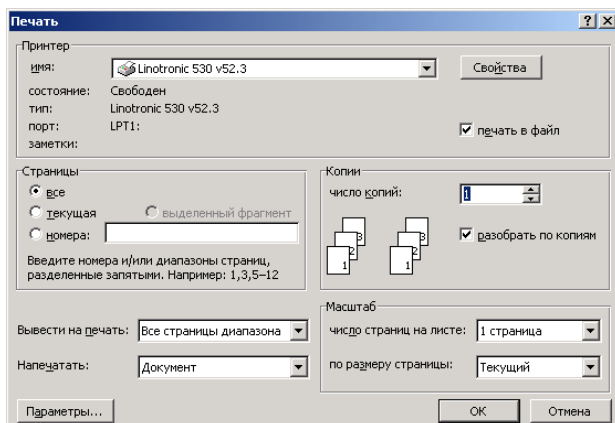 Печать
Принтер
имя: Linotronic 530 v52.3 Свойства
состояние: Свободен
тип: Linotronic 530 v52.3
порт: LPT1: печать в файл
заметки:
Страницы
все
текущая выделенный фрагмент
номера:
Введите номера и/или диапазоны страниц,
разделенные запятыми. Например: 1,3,5–12
Копии
число копий: 1
3 3
2 2
1 1
разобрать по копиям
Вывести на печать: Все страницы диапазона
Напечатать: Документ
Масштаб
число страниц на листе: 1 страница
по размеру страницы: Текущий
Параметры... ОК Отмена